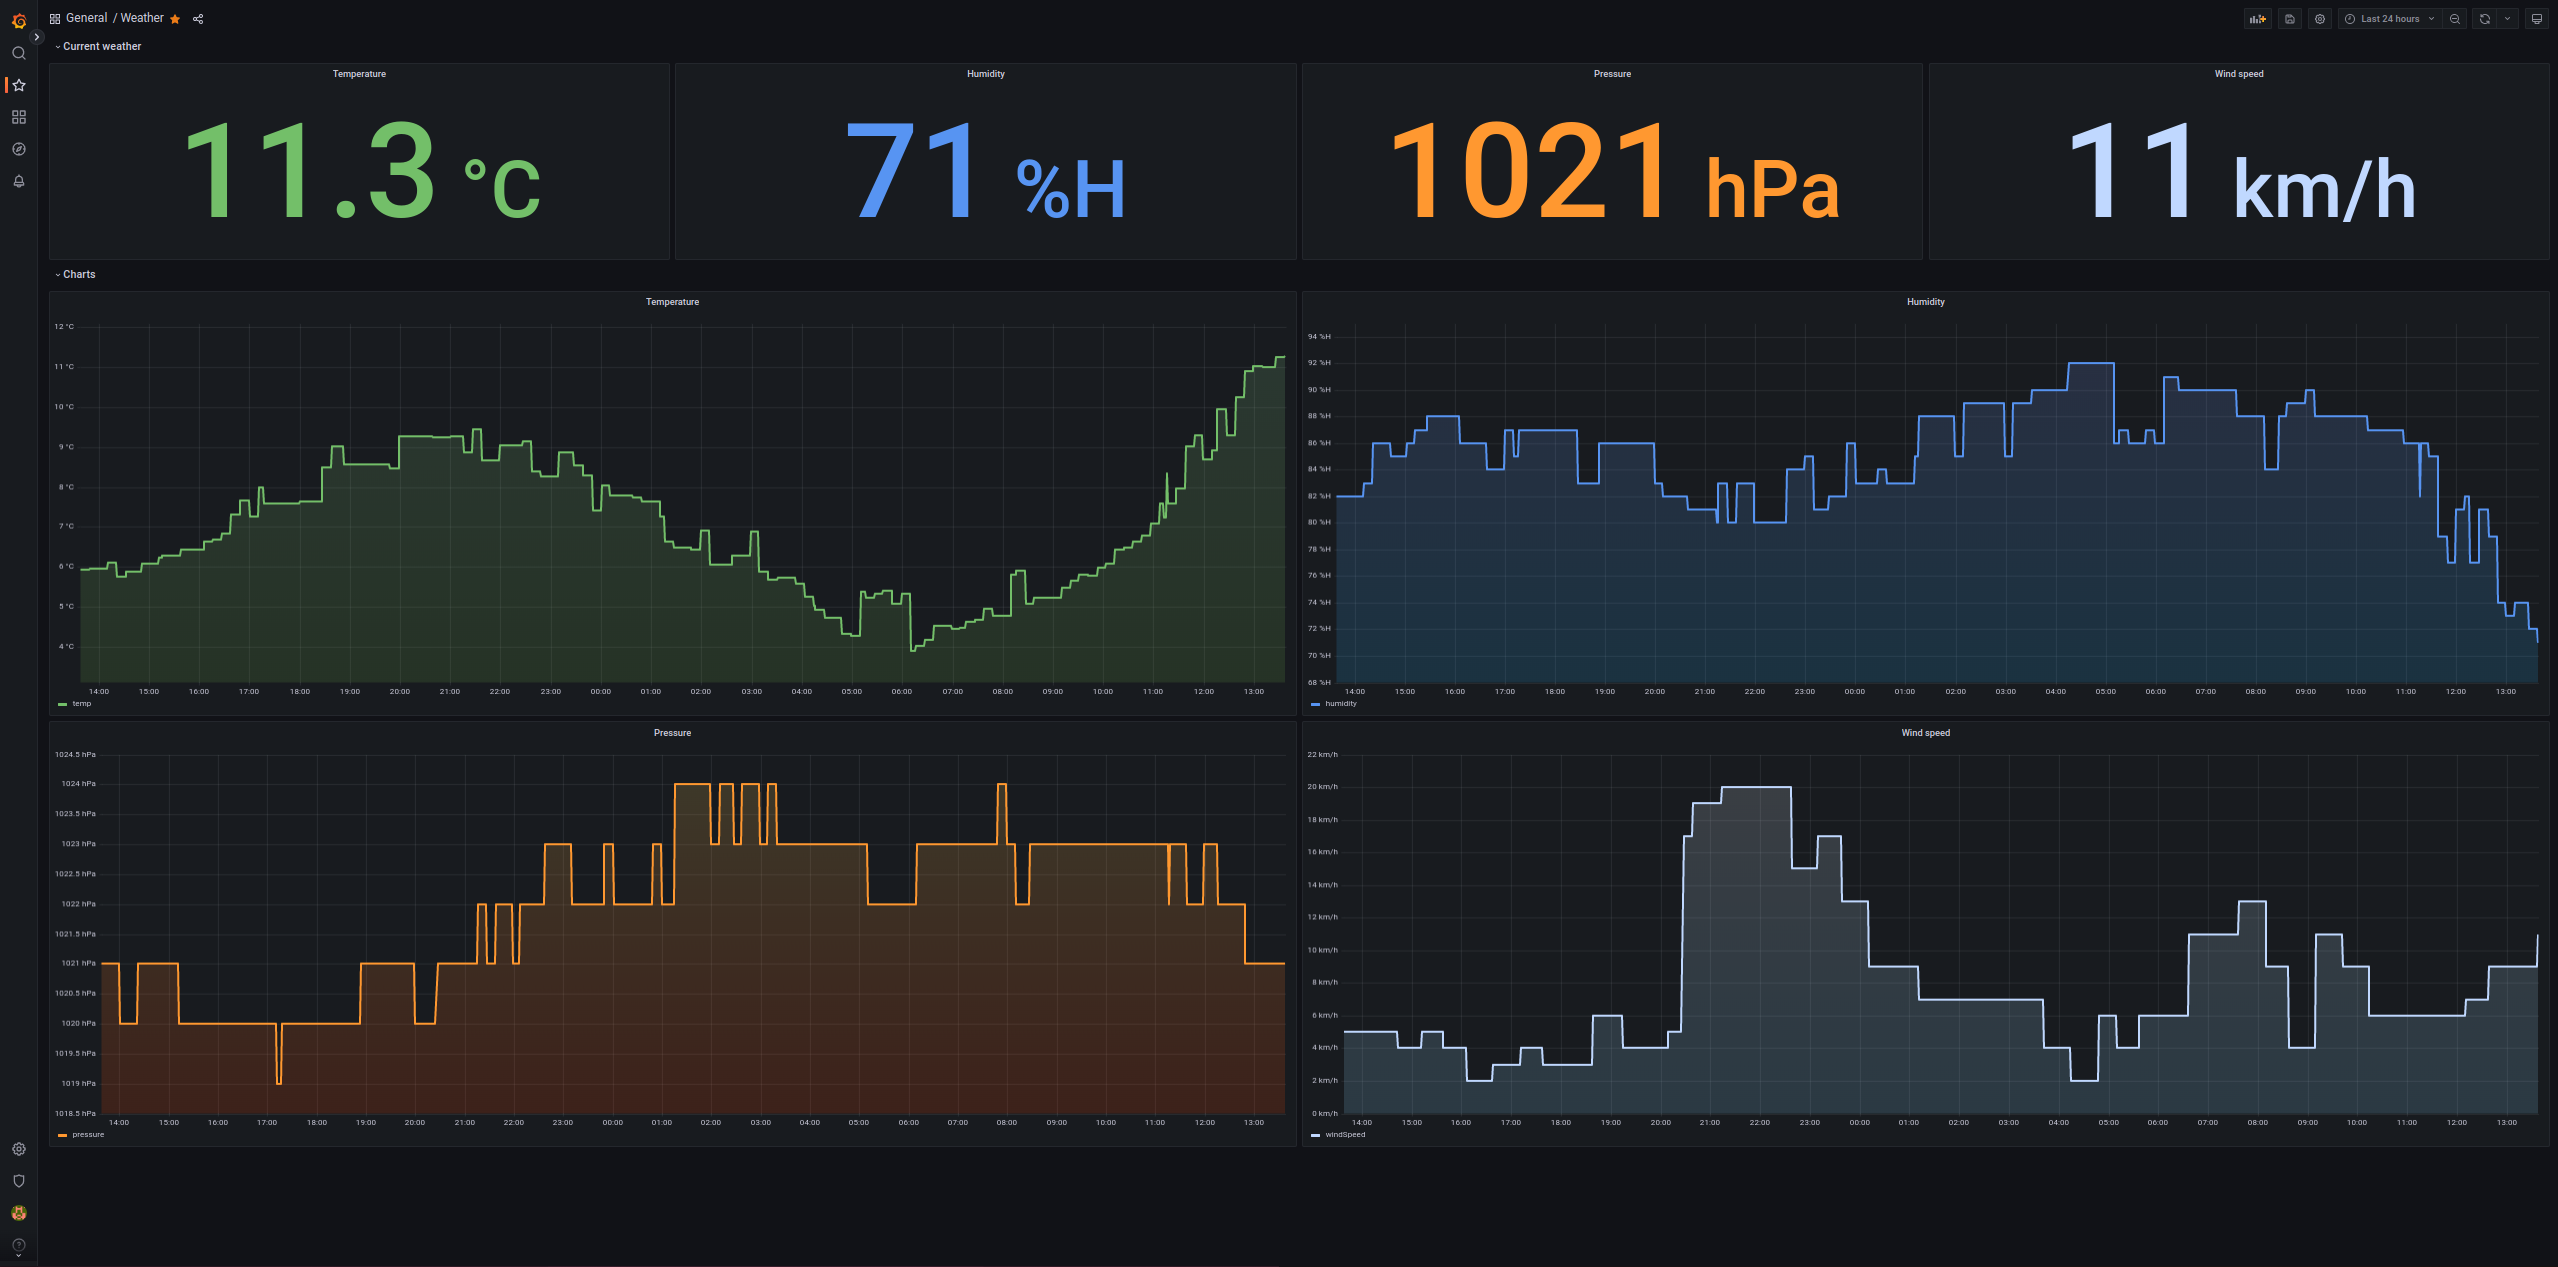 General / Weather
Last 24 hours
Current weather
Temperature
11.3 °C
Humidity
71 %H
Pressure
1021 hPa
Wind speed
11 km/h
Charts
Temperature
12 °C
11 °C
10 °C
9 °C
8 °C
7 °C
6 °C
5 °C
4 °C
14:00 15:00 16:00 17:00 18:00 19:00 20:00 21:00 22:00 23:00 00:00 01:00 02:00 03:00 04:00 05:00 06:00 07:00 08:00 09:00 10:00 11:00 12:00 13:00
temp
Humidity
94 %H
92 %H
90 %H
88 %H
86 %H
84 %H
82 %H
80 %H
78 %H
76 %H
74 %H
72 %H
70 %H
68 %H
14:00 15:00 16:00 17:00 18:00 19:00 20:00 21:00 22:00 23:00 00:00 01:00 02:00 03:00 04:00 05:00 06:00 07:00 08:00 09:00 10:00 11:00 12:00 13:00
humidity
Pressure
1024.5 hPa
1024 hPa
1023.5 hPa
1023 hPa
1022.5 hPa
1022 hPa
1021.5 hPa
1021 hPa
1020.5 hPa
1020 hPa
1019.5 hPa
1019 hPa
1018.5 hPa
14:00 15:00 16:00 17:00 18:00 19:00 20:00 21:00 22:00 23:00 00:00 01:00 02:00 03:00 04:00 05:00 06:00 07:00 08:00 09:00 10:00 11:00 12:00 13:00
pressure
Wind speed
22 km/h
20 km/h
18 km/h
16 km/h
14 km/h
12 km/h
10 km/h
8 km/h
6 km/h
4 km/h
2 km/h
0 km/h
14:00 15:00 16:00 17:00 18:00 19:00 20:00 21:00 22:00 23:00 00:00 01:00 02:00 03:00 04:00 05:00 06:00 07:00 08:00 09:00 10:00 11:00 12:00 13:00
windSpeed